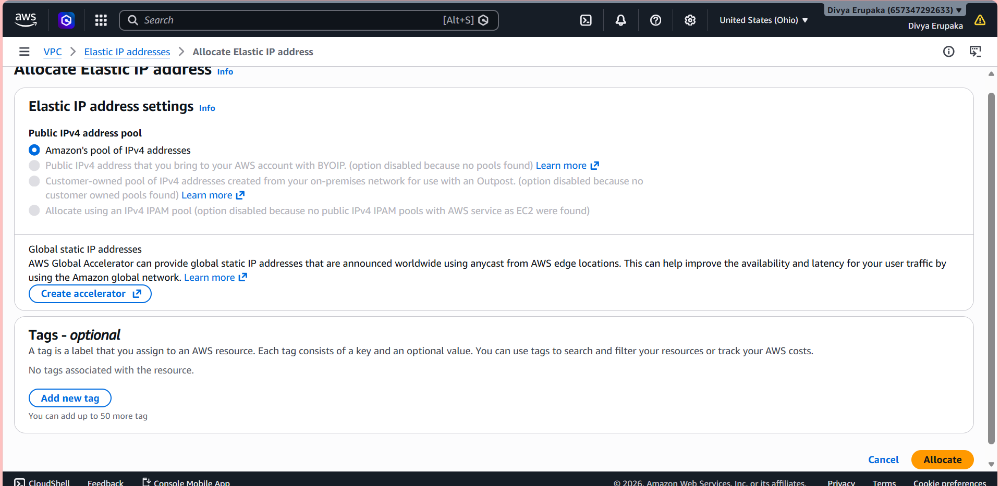 aws
Search [Alt+S]
United States (Ohio)
Divya Erupaka (657347292633)
Divya Erupaka
VPC Elastic IP addresses Allocate Elastic IP address
Allocate Elastic IP address Info
Elastic IP address settings Info
Public IPv4 address pool
Amazon's pool of IPv4 addresses
Public IPv4 address that you bring to your AWS account with BYOIP. (option disabled because no pools found) Learn more
Customer-owned pool of IPv4 addresses created from your on-premises network for use with an Outpost. (option disabled because no
customer owned pools found) Learn more
Allocate using an IPv4 IPAM pool (option disabled because no public IPv4 IPAM pools with AWS service as EC2 were found)
Global static IP addresses
AWS Global Accelerator can provide global static IP addresses that are announced worldwide using anycast from AWS edge locations. This can help improve the availability and latency for your user traffic by
using the Amazon global network. Learn more
Create accelerator
Tags - optional
A tag is a label that you assign to an AWS resource. Each tag consists of a key and an optional value. You can use tags to search and filter your resources or track your AWS costs.
No tags associated with the resource.
Add new tag
You can add up to 50 more tag
Cancel Allocate
CloudShell Feedback Console Mobile App © 2026, Amazon Web Services, Inc. or its affiliates. Privacy Terms Cookie preferences